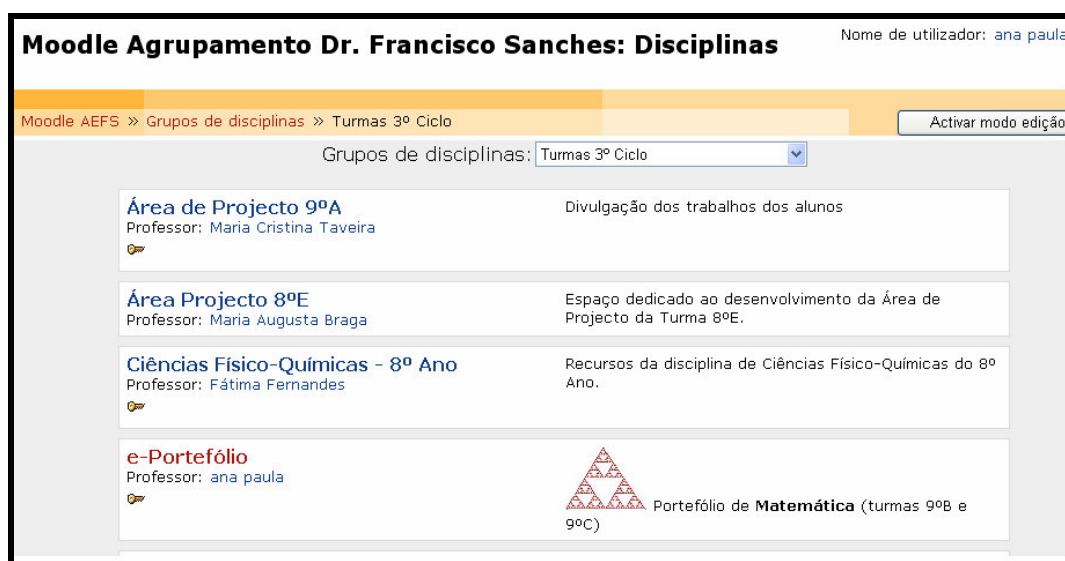 Moodle Agrupamento Dr. Francisco Sanches: Disciplinas
Nome de utilizador: ana paula
Moodle AEFS » Grupos de disciplinas » Turmas 3º Ciclo
Activar modo edição
Grupos de disciplinas: Turmas 3º Ciclo
Área de Projecto 9ºA
Professor: Maria Cristina Taveira
Divulgação dos trabalhos dos alunos
Área Projecto 8ºE
Professor: Maria Augusta Braga
Espaço dedicado ao desenvolvimento da Área de
Projecto da Turma 8ºE.
Ciências Físico-Químicas - 8º Ano
Professor: Fátima Fernandes
Recursos da disciplina de Ciências Físico-Químicas do 8º
Ano.
e-Portefólio
Professor: ana paula
Portefólio de Matemática (turmas 9ºB e
9ºC)